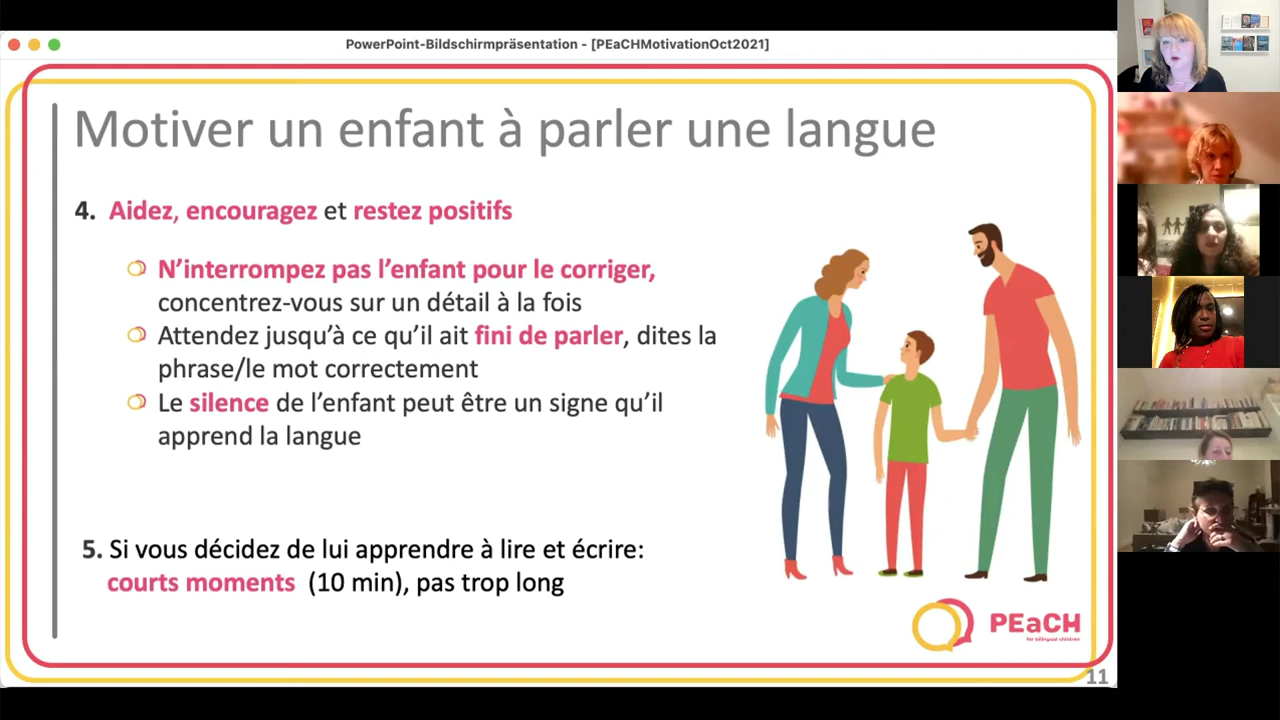 PowerPoint-Bildschirmpräsentation - [PEaCHMotivationOct2021]
Motiver un enfant à parler une langue
4. Aidez, encouragez et restez positifs
N’interrompez pas l’enfant pour le corriger,
concentrez-vous sur un détail à la fois
Attendez jusqu’à ce qu’il ait fini de parler, dites la
phrase/le mot correctement
Le silence de l’enfant peut être un signe qu’il
apprend la langue
5. Si vous décidez de lui apprendre à lire et écrire:
courts moments (10 min), pas trop long
PEaCH
for bilingual children
11